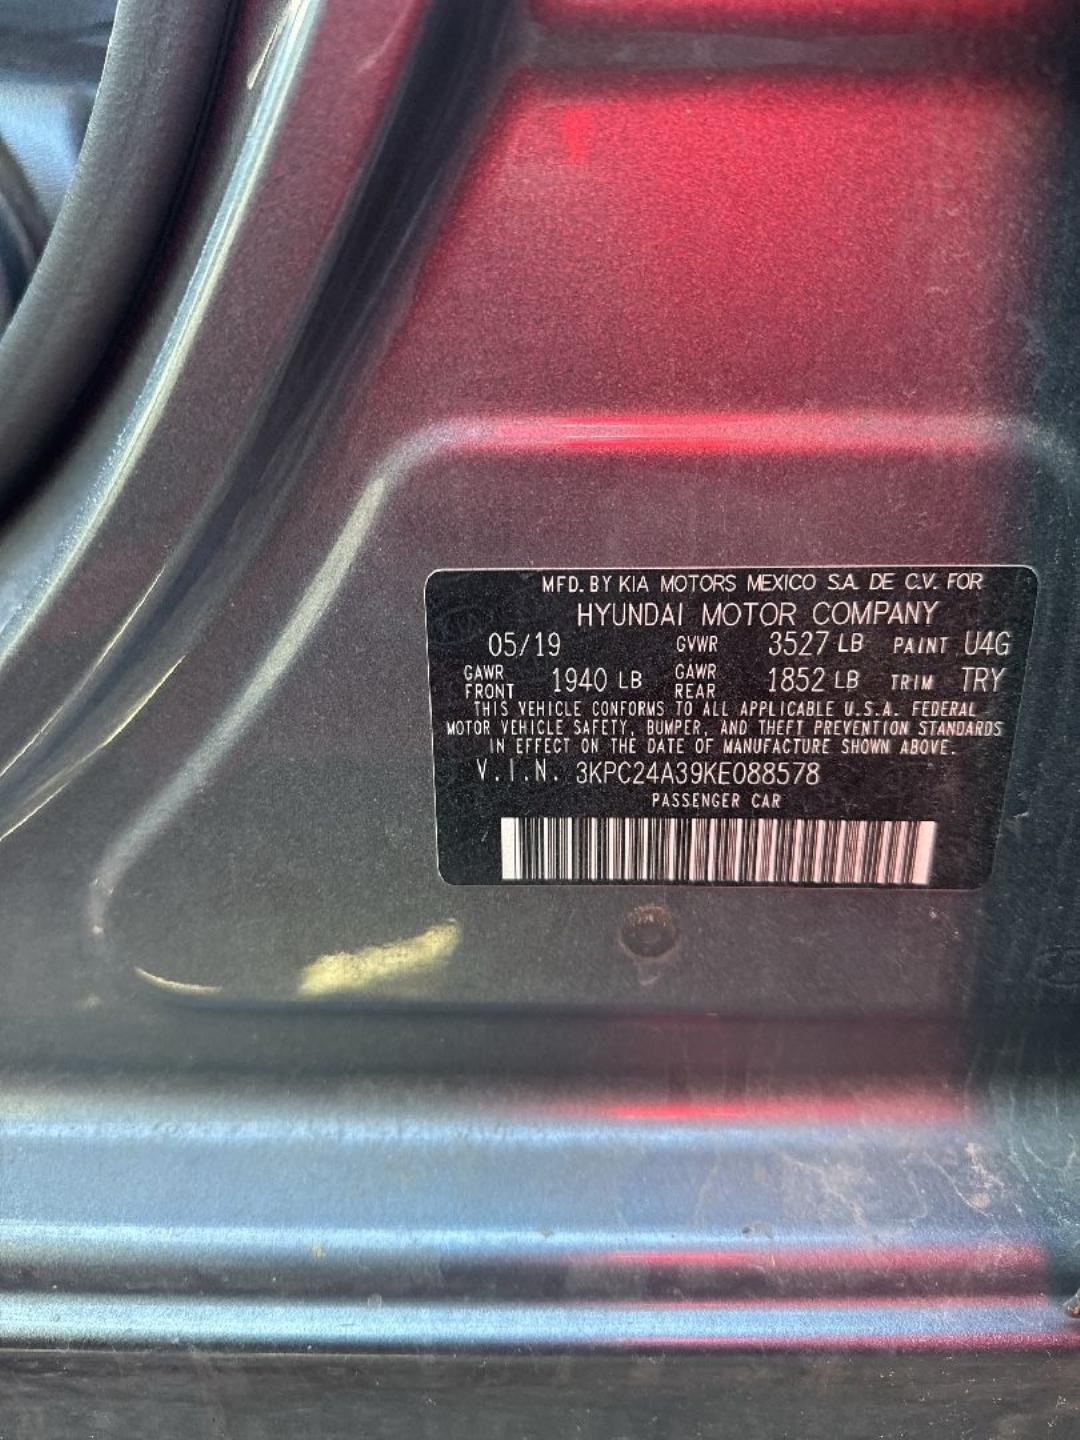 MFD. BY KIA MOTORS MEXICO S.A. DE C.V. FOR
HYUNDAI MOTOR COMPANY
05/19 GVWR 3527 LB PAINT U4G
GAWR FRONT 1940 LB GAWR REAR 1852 LB TRIM TRY
THIS VEHICLE CONFORMS TO ALL APPLICABLE U.S.A. FEDERAL
MOTOR VEHICLE SAFETY, BUMPER, AND THEFT PREVENTION STANDARDS
IN EFFECT ON THE DATE OF MANUFACTURE SHOWN ABOVE.
V.I.N. 3KPC24A39KE088578
PASSENGER CAR